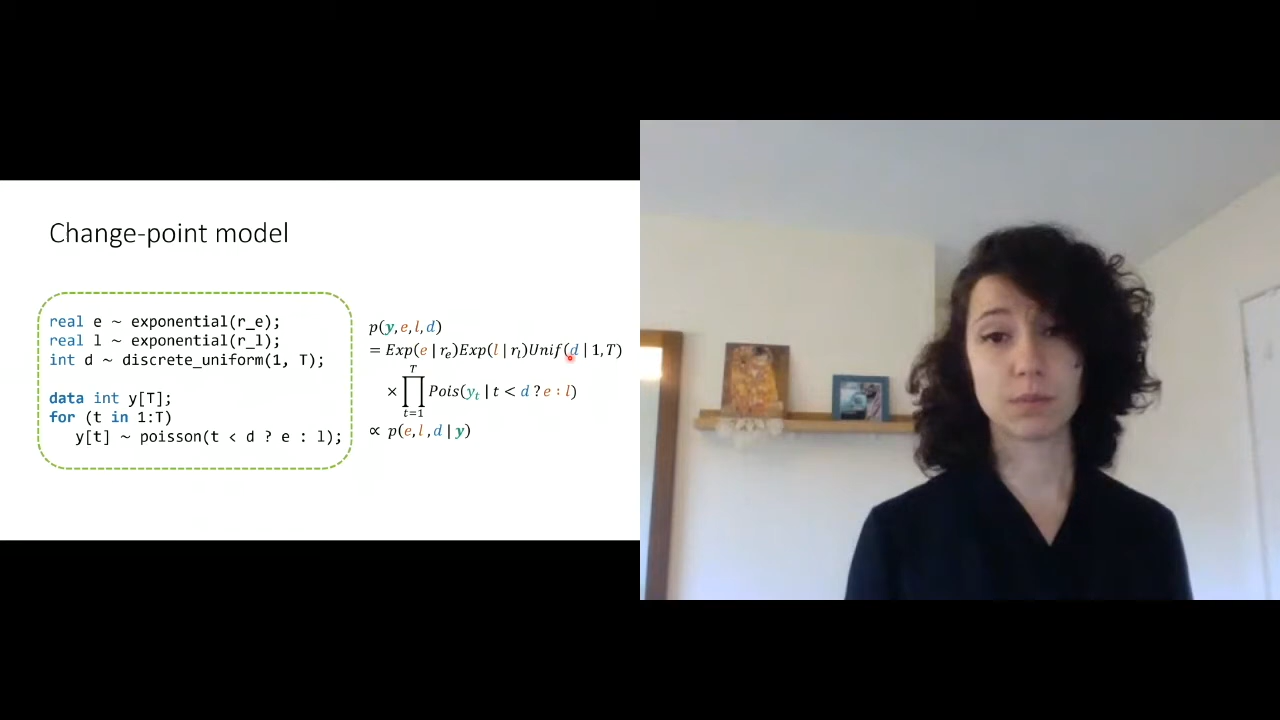 Change-point model
real e ~ exponential(r_e);
real l ~ exponential(r_l);
int d ~ discrete_uniform(1, T);
data int y[T];
for (t in 1:T)
y[t] ~ poisson(t < d ? e : l);
p(y, e, l, d)
= Exp(e | r_e)Exp(l | r_l)Unif(d | 1, T)
× ∏_{t=1}^{T} Pois(y_t | t < d ? e : l)
∝ p(e, l, d | y)